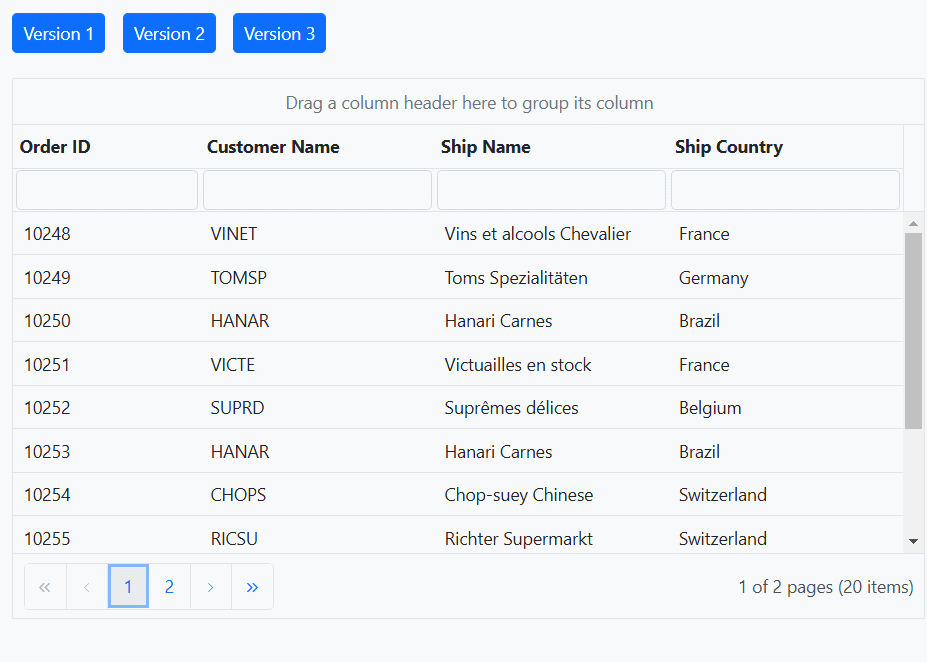 Version 1 Version 2 Version 3
Drag a column header here to group its column
Order ID Customer Name Ship Name Ship Country
10248 VINET Vins et alcools Chevalier France
10249 TOMSP Toms Spezialitäten Germany
10250 HANAR Hanari Carnes Brazil
10251 VICTE Victuailles en stock France
10252 SUPRD Suprêmes délices Belgium
10253 HANAR Hanari Carnes Brazil
10254 CHOPS Chop-suey Chinese Switzerland
10255 RICSU Richter Supermarkt Switzerland
« ‹ 1 2 › » 1 of 2 pages (20 items)